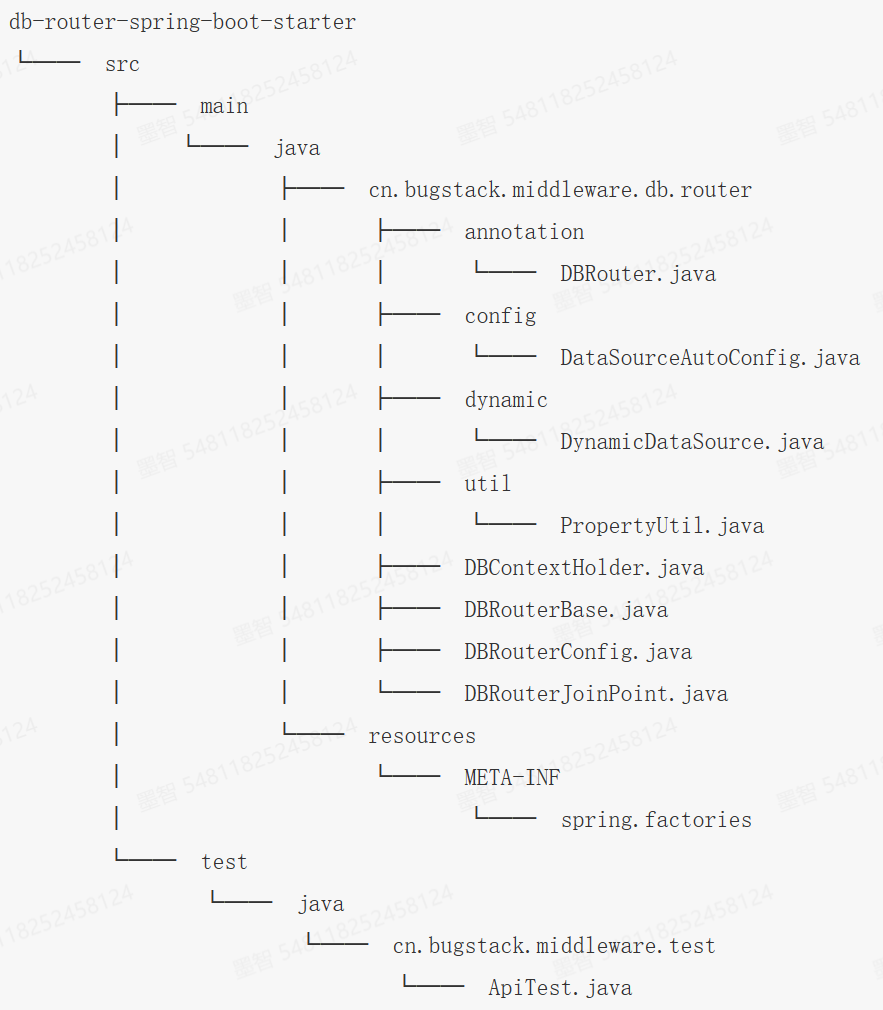 db-router-spring-boot-starter
└── src
    ├── main
    │   └── java
    │       ├── cn.bugstack.middleware.db.router
    │       │   ├── annotation
    │       │   │   └── DBRouter.java
    │       │   ├── config
    │       │   │   └── DataSourceAutoConfig.java
    │       │   ├── dynamic
    │       │   │   └── DynamicDataSource.java
    │       │   ├── util
    │       │   │   └── PropertyUtil.java
    │       │   ├── DBContextHolder.java
    │       │   ├── DBRouterBase.java
    │       │   ├── DBRouterConfig.java
    │       │   └── DBRouterJoinPoint.java
    │       └── resources
    │           └── META-INF
    │               └── spring.factories
    └── test
        └── java
            └── cn.bugstack.middleware.test
                └── ApiTest.java
墨智 548118252458124